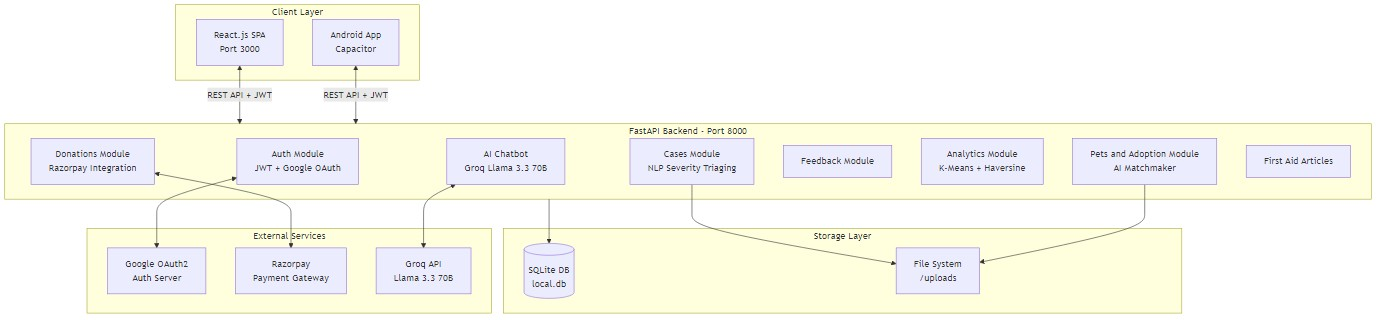 Client Layer
React.js SPA
Port 3000
Android App
Capacitor
REST API + JWT
REST API + JWT
FastAPI Backend - Port 8000
Donations Module
Razorpay Integration
Auth Module
JWT + Google OAuth
AI Chatbot
Groq Llama 3.3 70B
Cases Module
NLP Severity Triaging
Feedback Module
Analytics Module
K-Means + Haversine
Pets and Adoption Module
AI Matchmaker
First Aid Articles
External Services
Google OAuth2
Auth Server
Razorpay
Payment Gateway
Groq API
Llama 3.3 70B
Storage Layer
SQLite DB
local.db
File System
/uploads